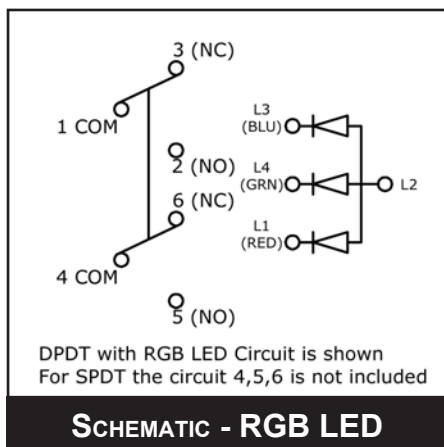 3 (NC)
1 COM
2 (NO)
6 (NC)
4 COM
5 (NO)
L3
(BLU)
L4
(GRN)
L1
(RED)
L2
DPDT with RGB LED Circuit is shown
For SPDT the circuit 4,5,6 is not included
SCHEMATIC - RGB LED